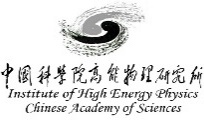 中国科学院高能物理研究所
Institute of High Energy Physics
Chinese Academy of Sciences